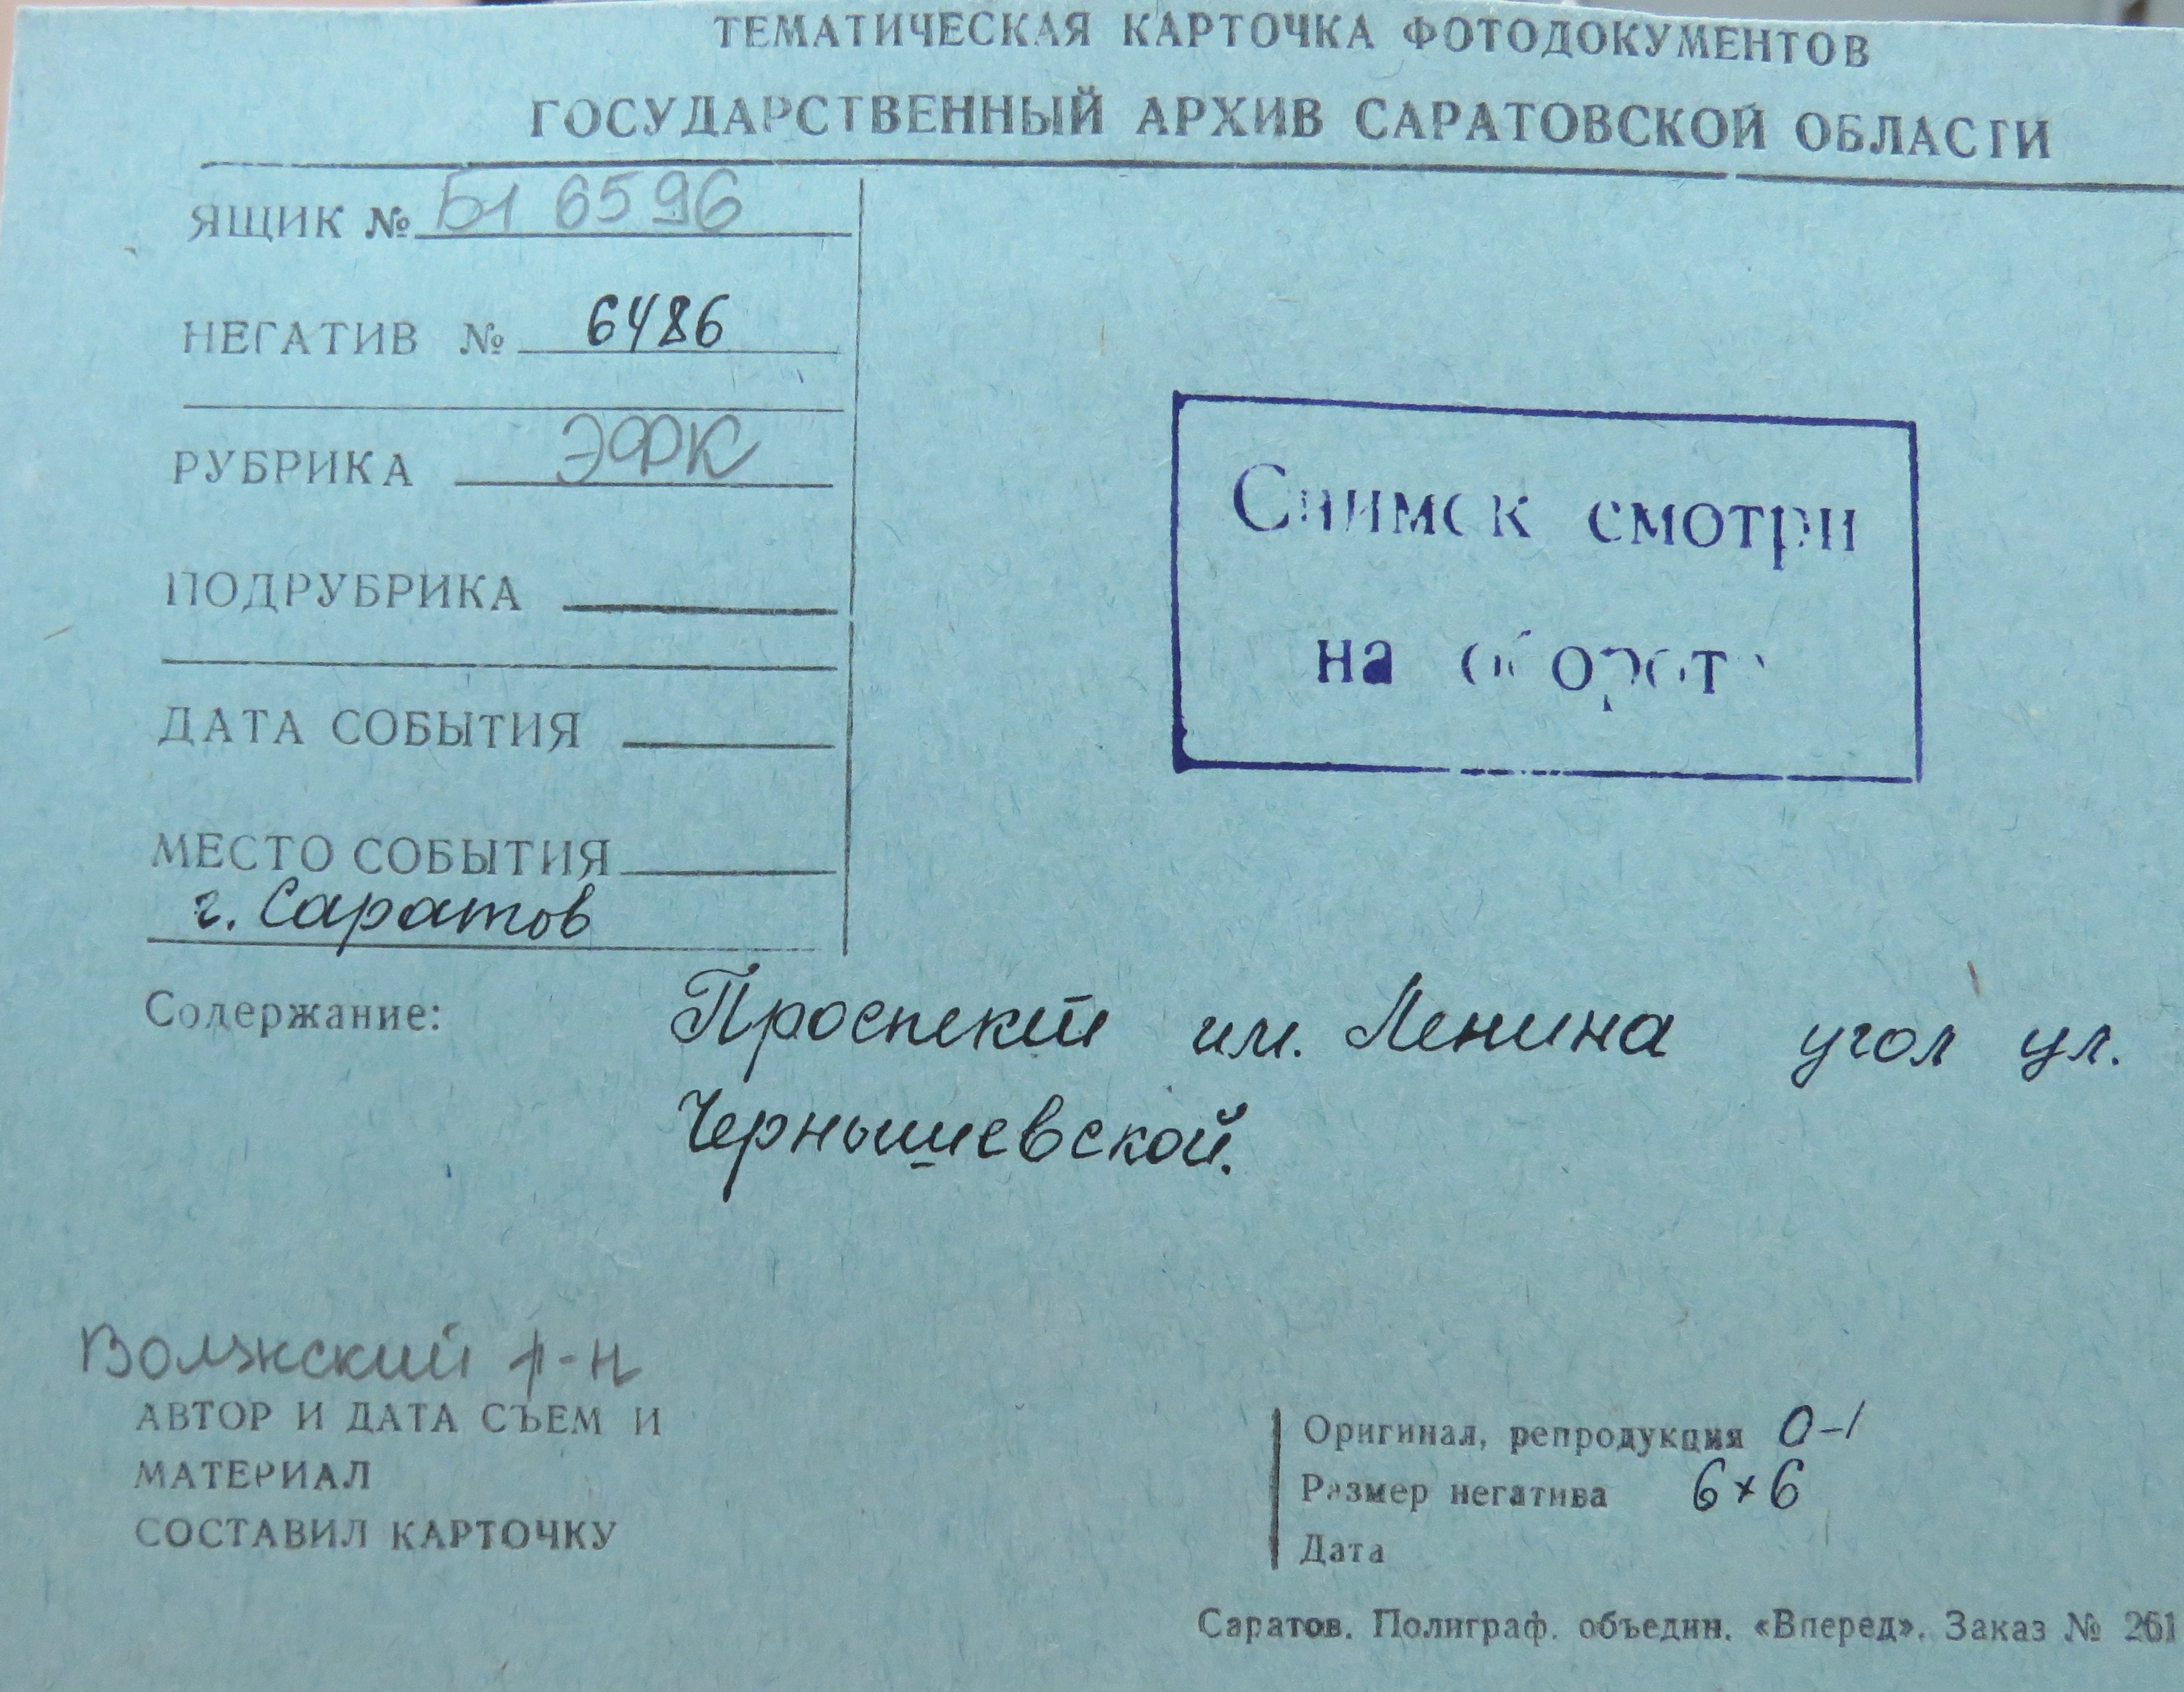 ТЕМАТИЧЕСКАЯ КАРТОЧКА ФОТОДОКУМЕНТОВ
ГОСУДАРСТВЕННЫЙ АРХИВ САРАТОВСКОЙ ОБЛАСТИ
ЯЩИК № Б1 6596
НЕГАТИВ № 6486
РУБРИКА ЭФК
ПОДРУБРИКА
ДАТА СОБЫТИЯ
МЕСТО СОБЫТИЯ
г. Саратов
Снимок смотри
на обороте
Содержание: Проспект им. Ленина угол ул.
Чернышевской.
Волжский р-н
АВТОР И ДАТА СЪЕМ И
МАТЕРИАЛ
СОСТАВИЛ КАРТОЧКУ
Оригинал, репродукция О-1
Размер негатива 6×6
Дата
Саратов. Полиграф. объедин. «Вперед». Заказ № 261